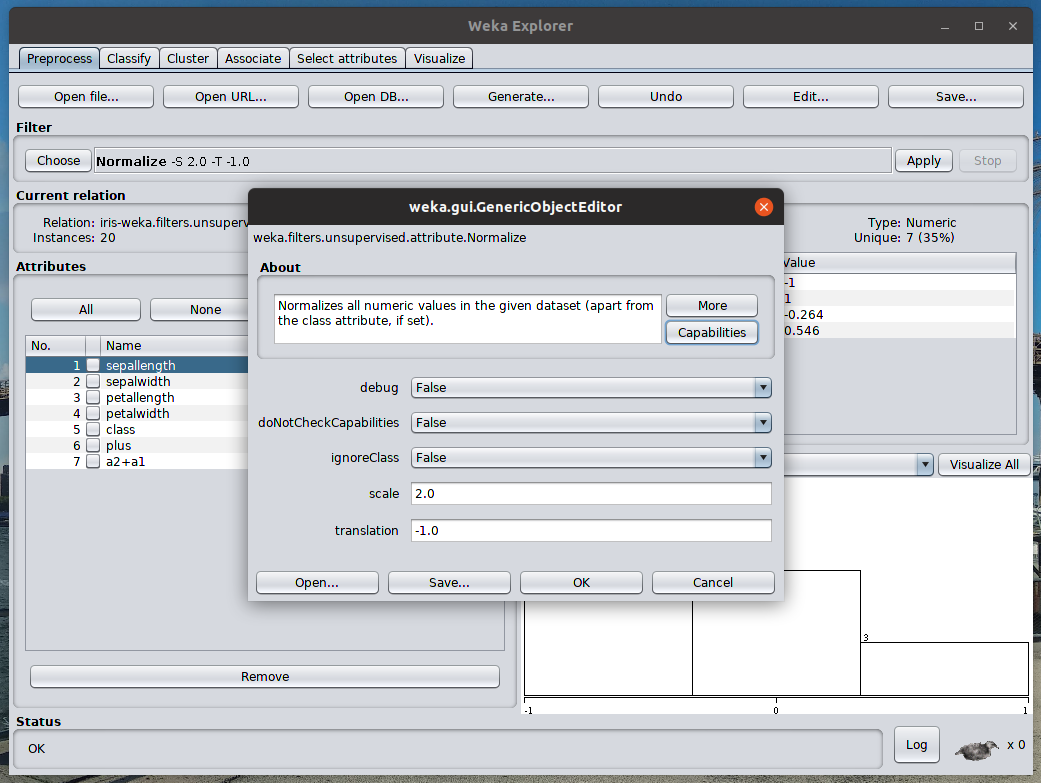 Weka Explorer
Preprocess Classify Cluster Associate Select attributes Visualize
Open file... Open URL... Open DB... Generate... Undo Edit... Save...
Filter
Choose Normalize -S 2.0 -T -1.0 Apply Stop
Current relation
Relation: iris-weka.filters.unsuperv
Instances: 20
Type: Numeric
Unique: 7 (35%)
Attributes
All None
No. Name
1 sepallength
2 sepalwidth
3 petallength
4 petalwidth
5 class
6 plus
7 a2+a1
Remove
weka.gui.GenericObjectEditor
weka.filters.unsupervised.attribute.Normalize
About
Normalizes all numeric values in the given dataset (apart from
the class attribute, if set).
More
Capabilities
debug False
doNotCheckCapabilities False
ignoreClass False
scale 2.0
translation -1.0
Open... Save... OK Cancel
Value
-1
1
-0.264
0.546
Visualize All
3
-1 0 1
Status
OK
Log x 0